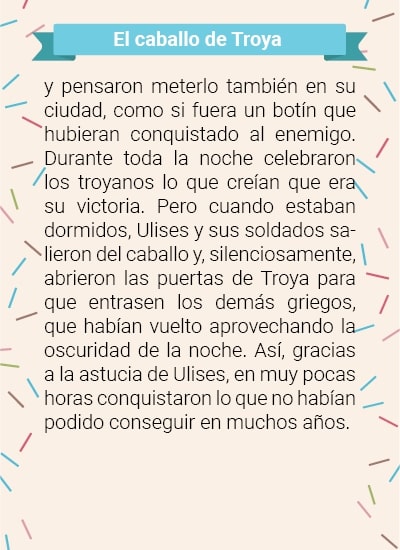 El caballo de Troya
y pensaron meterlo también en su
ciudad, como si fuera un botín que
hubieran conquistado al enemigo.
Durante toda la noche celebraron
los troyanos lo que creían que era
su victoria. Pero cuando estaban
dormidos, Ulises y sus soldados sa-
lieron del caballo y, silenciosamente,
abrieron las puertas de Troya para
que entrasen los demás griegos,
que habían vuelto aprovechando la
oscuridad de la noche. Así, gracias
a la astucia de Ulises, en muy pocas
horas conquistaron lo que no habían
podido conseguir en muchos años.